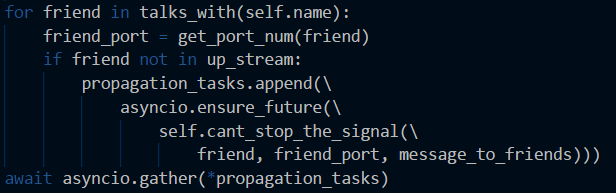 for friend in talks_with(self.name):
    friend_port = get_port_num(friend)
    if friend not in up_stream:
        propagation_tasks.append(\
            asyncio.ensure_future(\
                self.cant_stop_the_signal(\
                    friend, friend_port, message_to_friends)))
await asyncio.gather(*propagation_tasks)